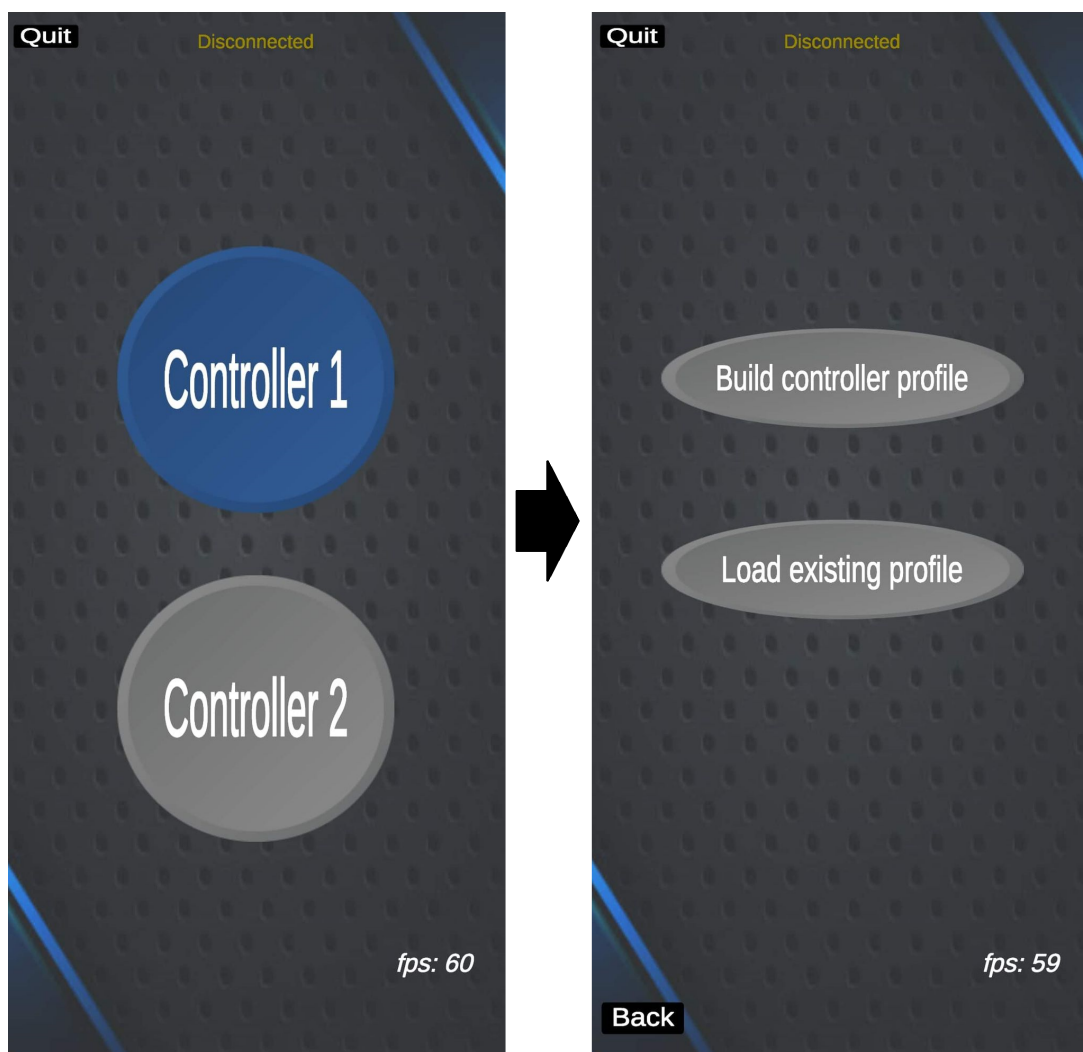 Quit
Disconnected
Controller 1
Controller 2
fps: 60
Quit
Disconnected
Build controller profile
Load existing profile
fps: 59
Back